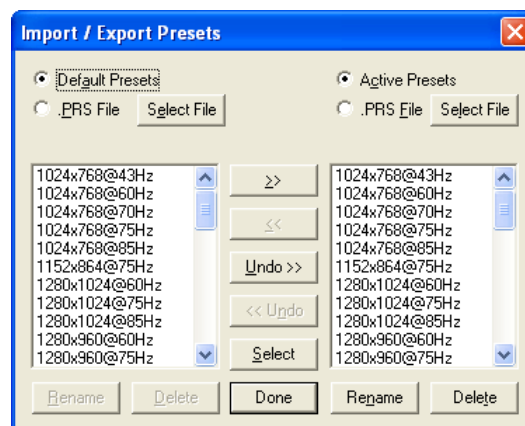 Import / Export Presets
Default Presets
Active Presets
.PRS File
Select File
.PRS File
Select File
1024x768@43Hz
1024x768@60Hz
1024x768@70Hz
1024x768@75Hz
1024x768@85Hz
1152x864@75Hz
1280x1024@60Hz
1280x1024@75Hz
1280x1024@85Hz
1280x960@60Hz
1280x960@75Hz
>>
<<
Undo >>
<< Undo
Select
1024x768@43Hz
1024x768@60Hz
1024x768@70Hz
1024x768@75Hz
1024x768@85Hz
1152x864@75Hz
1280x1024@60Hz
1280x1024@75Hz
1280x1024@85Hz
1280x960@60Hz
1280x960@75Hz
Rename
Delete
Done
Rename
Delete